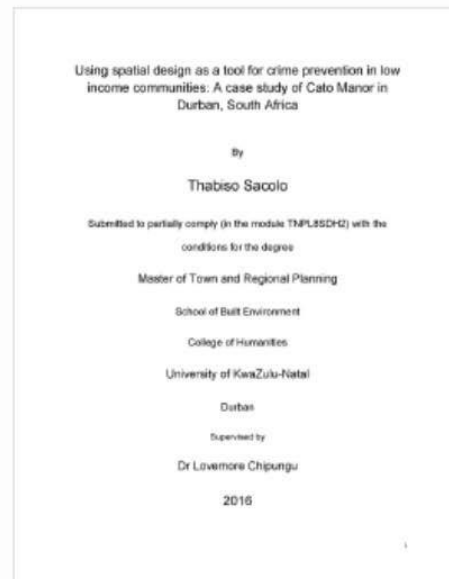 Using spatial design as a tool for crime prevention in low
income communities: A case study of Cato Manor in
Durban, South Africa
By
Thabiso Sacolo
Submitted to partially comply (in the module TNPL8SDH2) with the
conditions for the degree
Master of Town and Regional Planning
School of Built Environment
College of Humanities
University of KwaZulu-Natal
Durban
Supervised by
Dr Lovemore Chipungu
2016